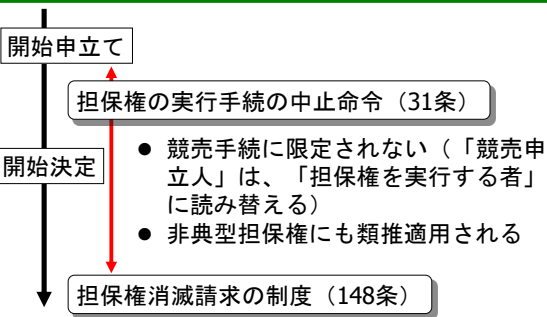 開始申立て
担保権の実行手続の中止命令（31条）
● 競売手続に限定されない（「競売申
立人」は、「担保権を実行する者」
に読み替える）
開始決定
● 非典型担保権にも類推適用される
担保権消滅請求の制度（148条）